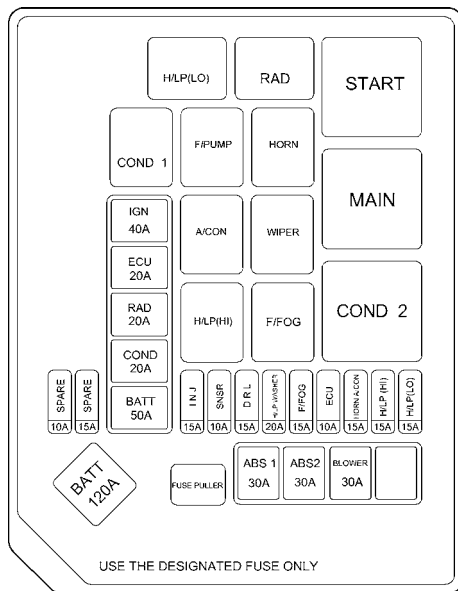 H/LP(LO)
RAD
START
COND 1
F/PUMP
HORN
MAIN
IGN
40A
A/CON
WIPER
ECU
20A
RAD
20A
H/LP(HI)
F/FOG
COND 2
COND
20A
BATT
50A
SPARE
10A
SPARE
15A
INJ
15A
SNSR
10A
DRL
15A
H/LP WASHER
20A
F/FOG
15A
ECU
10A
HORN A.CON
15A
H/LP (HI)
15A
H/LP(LO)
15A
BATT
120A
FUSE PULLER
ABS 1
30A
ABS2
30A
BLOWER
30A
USE THE DESIGNATED FUSE ONLY